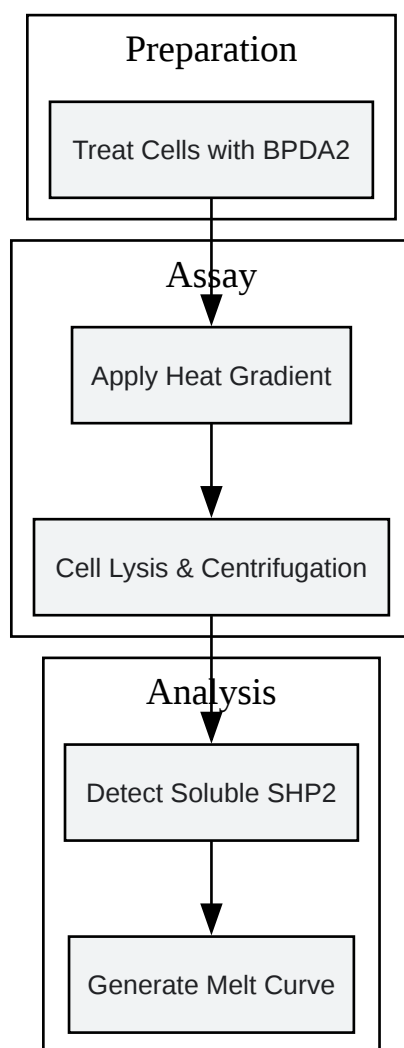 Preparation
Treat Cells with BPDA2
Assay
Apply Heat Gradient
Cell Lysis & Centrifugation
Analysis
Detect Soluble SHP2
Generate Melt Curve